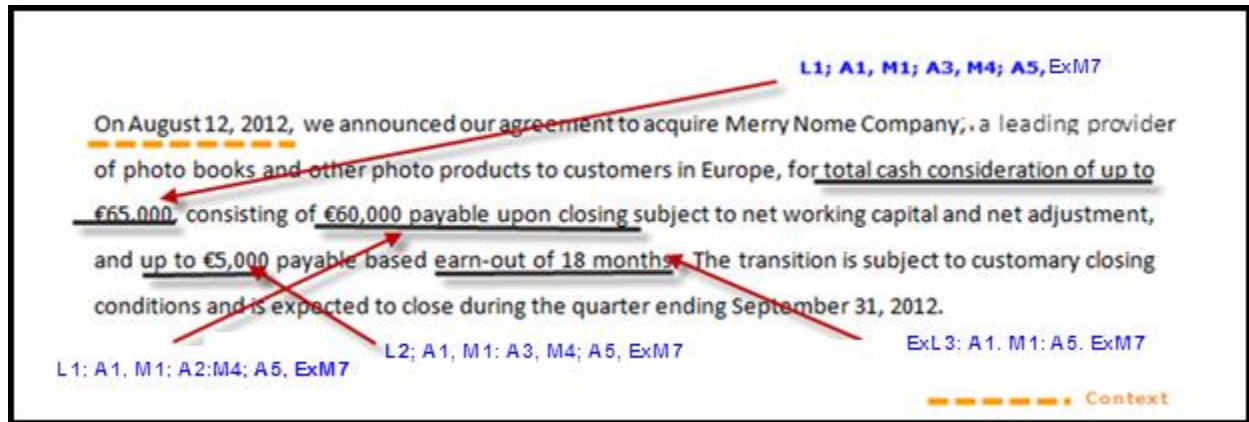 L1; A1, M1; A3, M4; A5, ExM7
On August 12, 2012, we announced our agreement to acquire Merry Nome Company,. a leading provider
of photo books and other photo products to customers in Europe, for total cash consideration of up to
€65.000, consisting of €60,000 payable upon closing subject to net working capital and net adjustment,
and up to €5,000 payable based earn-out of 18 months. The transition is subject to customary closing
conditions and is expected to close during the quarter ending September 31, 2012.
L1: A1, M1; A2:M4; A5, ExM7
L2; A1, M1: A3, M4; A5, ExM7
ExL3: A1. M1: A5. ExM7
Context